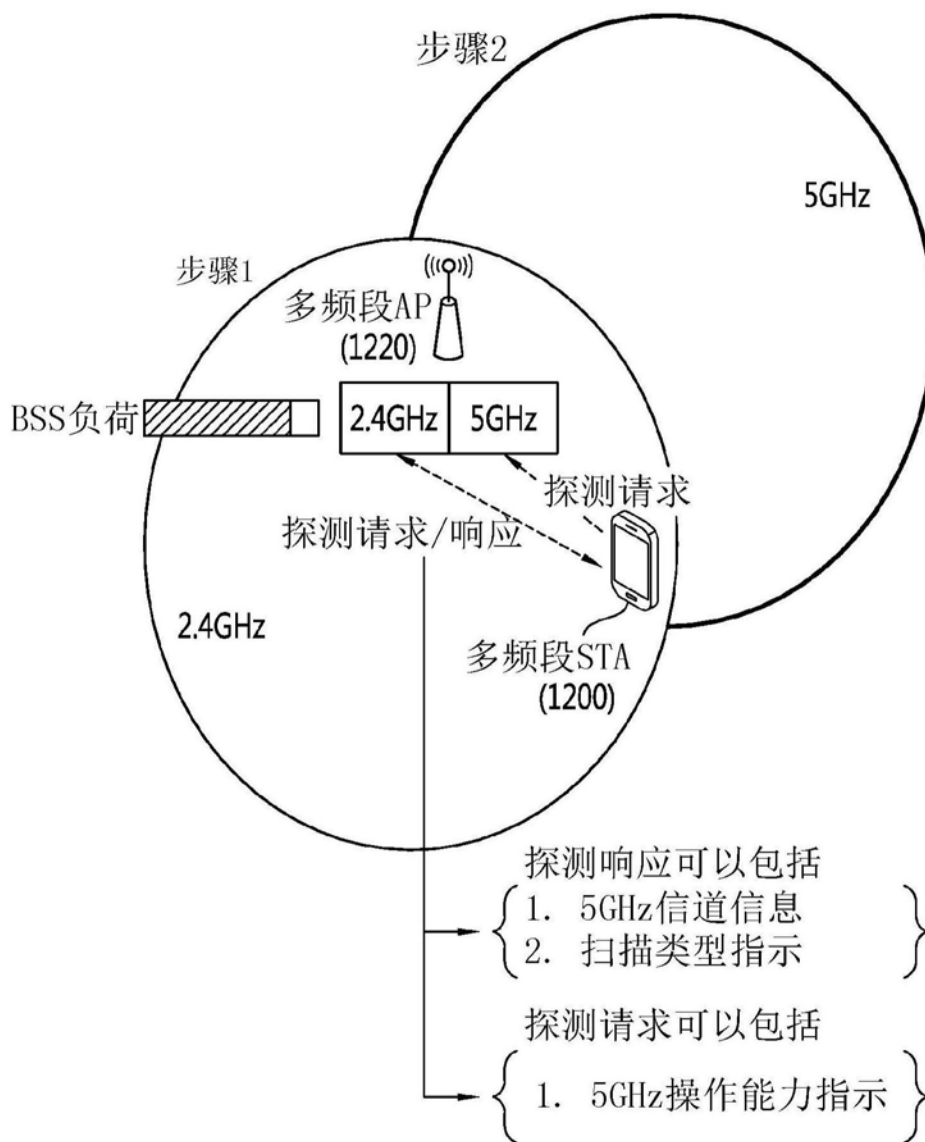 步骤2
5GHz
步骤1
多频段AP
(1220)
BSS负荷
2.4GHz
5GHz
探测请求
探测请求/响应
2.4GHz
多频段STA
(1200)
探测响应可以包括
1. 5GHz信道信息
2. 扫描类型指示
探测请求可以包括
1. 5GHz操作能力指示